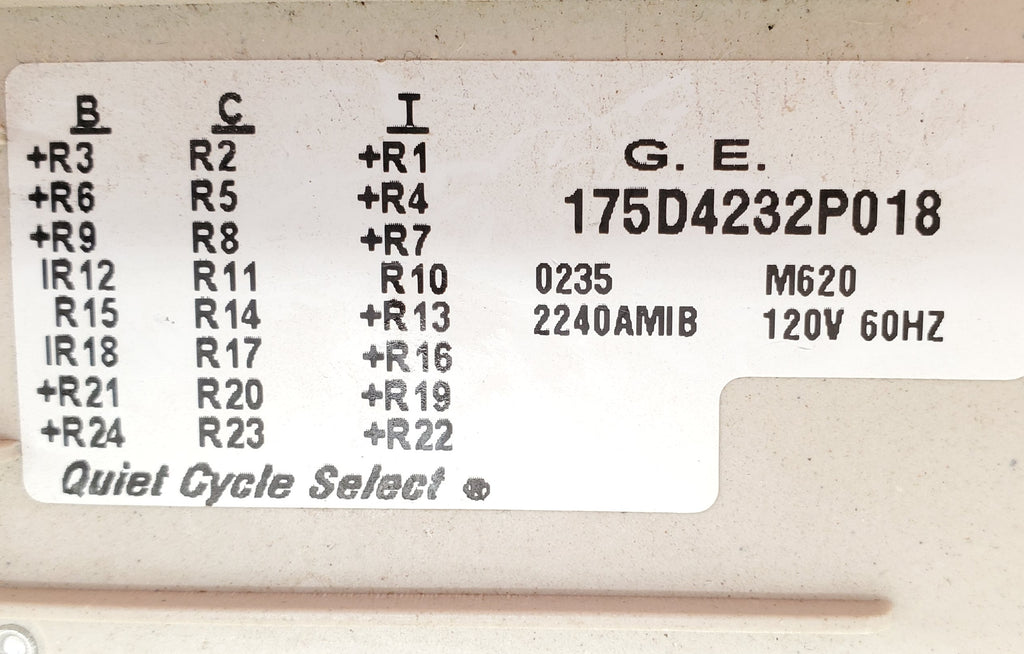 B C I
+R3 R2 +R1
+R6 R5 +R4
+R9 R8 +R7
IR12 R11 R10
R15 R14 +R13
IR18 R17 +R16
+R21 R20 +R19
+R24 R23 +R22
Quiet Cycle Select ®
G. E.
175D4232P018
0235 M620
2240AMIB 120V 60HZ